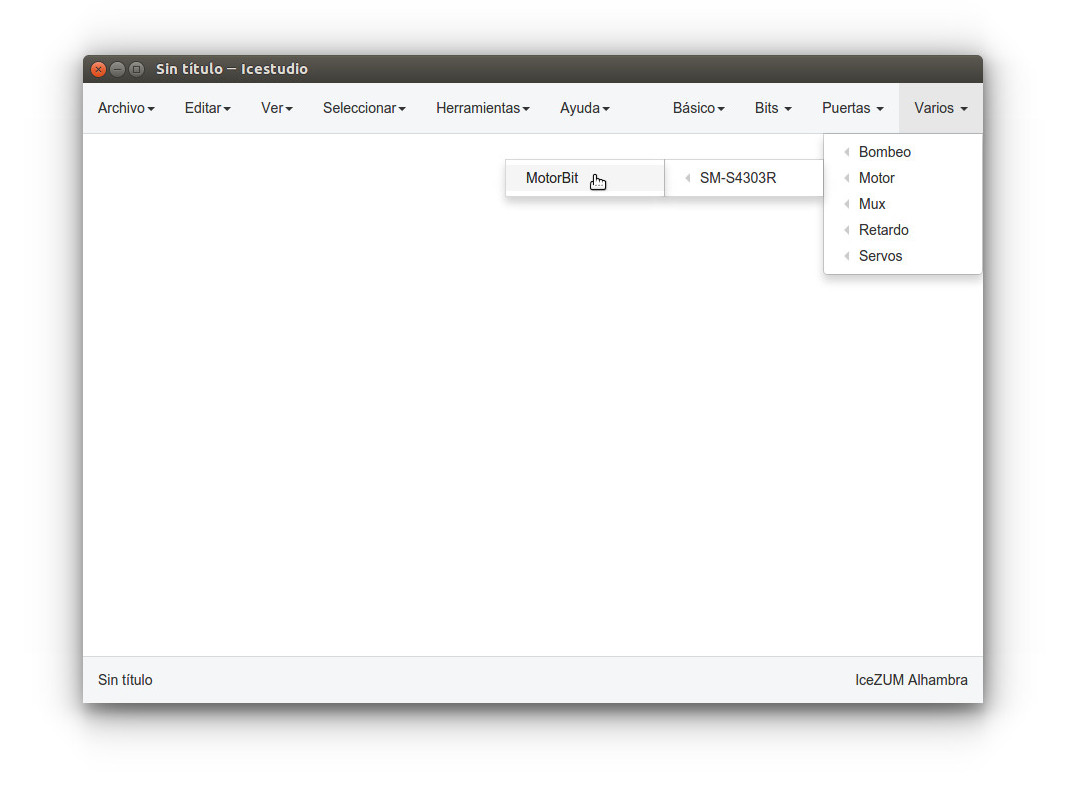 Sin título – Icestudio
Archivo Editar Ver Seleccionar Herramientas Ayuda Básico Bits Puertas Varios
Bombeo
MotorBit SM-S4303R Motor
Mux
Retardo
Servos
Sin título IceZUM Alhambra